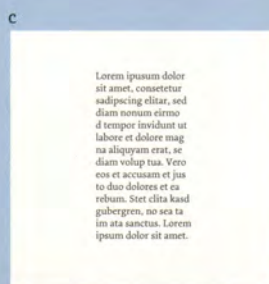 C
Lorem ipusum dolor
sit amet, consetetur
sadipscing elitar, sed
diam nonum eirmo
d tempor invidunt ut
labore et dolore mag
na aliquyam erat, se
diam volup tua. Vero
eos et accusam et jus
to duo dolores et ea
rebum. Stet clita kasd
gubergren, no sea ta
im ata sanctus. Lorem
ipsum dolor sit amet.